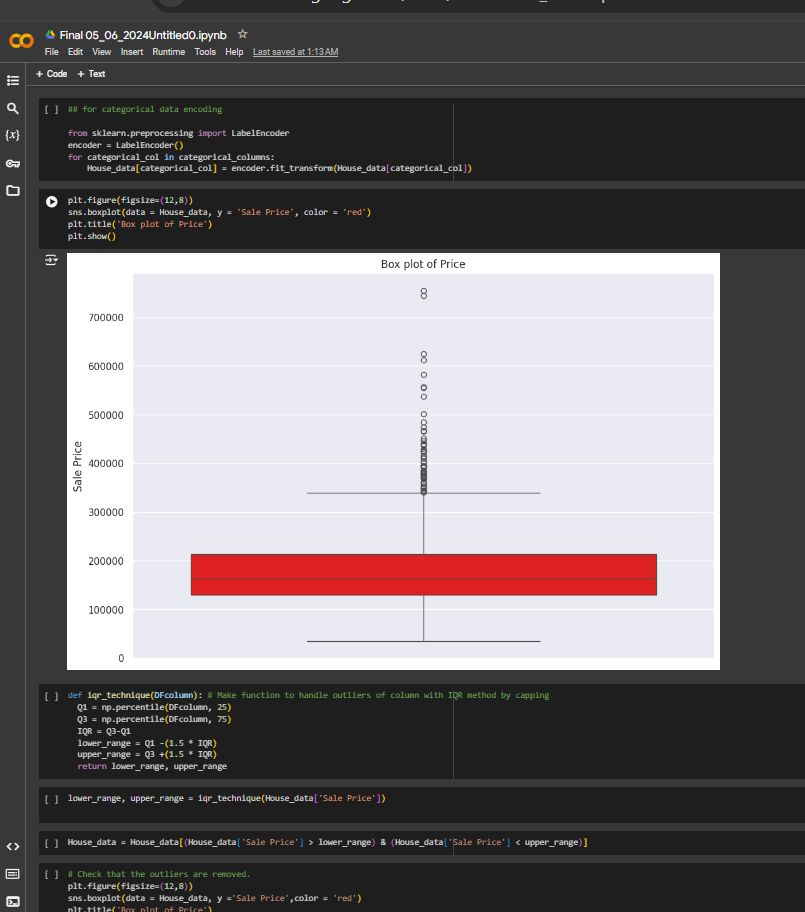 Final 05_06_2024Untitled0.ipynb ☆
File Edit View Insert Runtime Tools Help Last saved at 1:13 AM
+ Code + Text
[ ] ## for categorical data encoding
from sklearn.preprocessing import LabelEncoder
encoder = LabelEncoder()
for categorical_col in categorical_columns:
    House_data[categorical_col] = encoder.fit_transform(House_data[categorical_col])
plt.figure(figsize=(12,8))
sns.boxplot(data = House_data, y = 'Sale Price', color = 'red')
plt.title('Box plot of Price')
plt.show()
Box plot of Price
700000
600000
500000
400000
300000
200000
100000
0
Sale Price
[ ] def iqr_technique(DFcolumn): # Make function to handle outliers of column with IQR method by capping
  Q1 = np.percentile(DFcolumn, 25)
  Q3 = np.percentile(DFcolumn, 75)
  IQR = Q3-Q1
  lower_range = Q1 -(1.5 * IQR)
  upper_range = Q3 +(1.5 * IQR)
  return lower_range, upper_range
[ ] lower_range, upper_range = iqr_technique(House_data['Sale Price'])
[ ] House_data = House_data[(House_data['Sale Price'] > lower_range) & (House_data['Sale Price'] < upper_range)]
[ ] # Check that the outliers are removed.
plt.figure(figsize=(12,8))
sns.boxplot(data = House_data, y ='Sale Price',color = 'red')
plt.title('Box plot of Price')